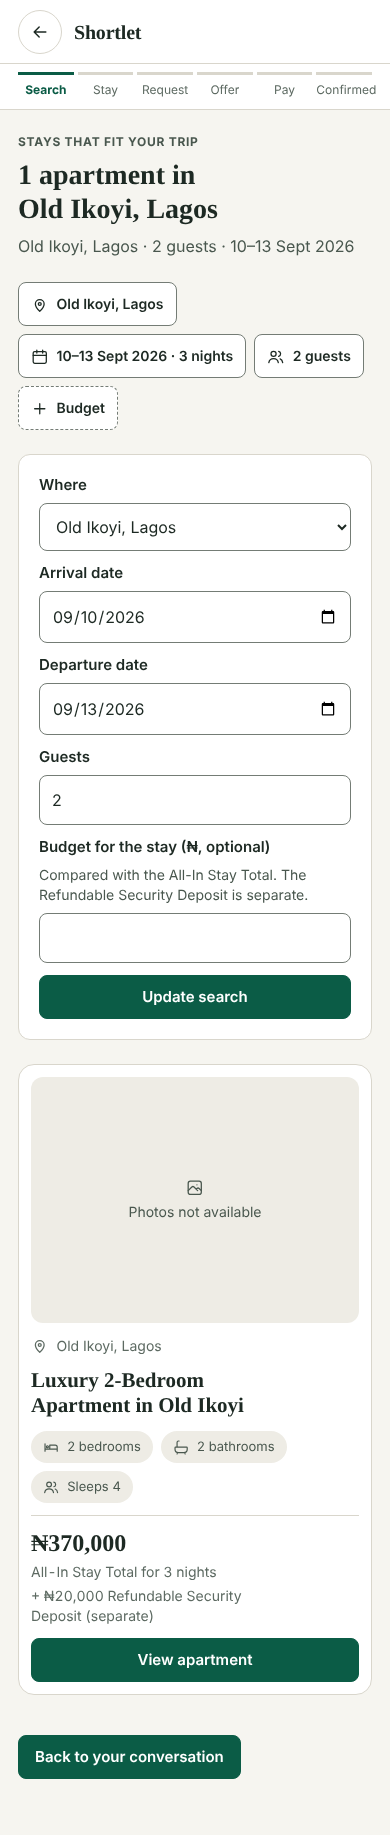 Shortlet
Search
Stay
Request
Offer
Pay
Confirmed
STAYS THAT FIT YOUR TRIP
1 apartment in
Old Ikoyi, Lagos
Old Ikoyi, Lagos · 2 guests · 10–13 Sept 2026
Old Ikoyi, Lagos
10–13 Sept 2026 · 3 nights
2 guests
Budget
Where
Old Ikoyi, Lagos
Arrival date
09/10/2026
Departure date
09/13/2026
Guests
2
Budget for the stay (₦, optional)
Compared with the All-In Stay Total. The
Refundable Security Deposit is separate.
Update search
Photos not available
Old Ikoyi, Lagos
Luxury 2-Bedroom
Apartment in Old Ikoyi
2 bedrooms
2 bathrooms
Sleeps 4
₦370,000
All-In Stay Total for 3 nights
+ ₦20,000 Refundable Security
Deposit (separate)
View apartment
Back to your conversation